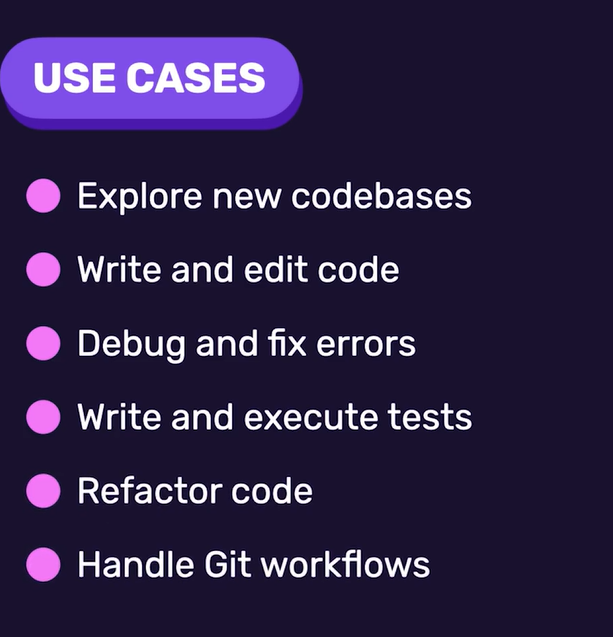 USE CASES
Explore new codebases
Write and edit code
Debug and fix errors
Write and execute tests
Refactor code
Handle Git workflows